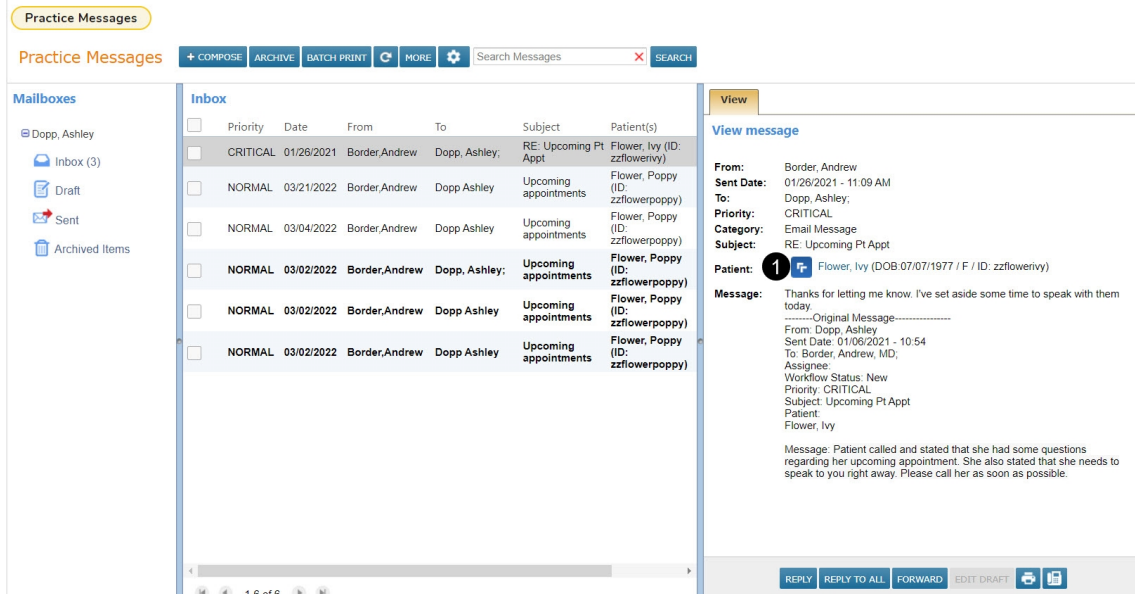 Practice Messages
Practice Messages
+ COMPOSE ARCHIVE BATCH PRINT MORE Search Messages SEARCH
Mailboxes
Dopp, Ashley
Inbox (3)
Draft
Sent
Archived Items
Inbox
Priority Date From To Subject Patient(s)
CRITICAL 01/26/2021 Border,Andrew Dopp, Ashley; RE: Upcoming Pt Appt Flower, Ivy (ID: zzflowerivy)
NORMAL 03/21/2022 Border,Andrew Dopp Ashley Upcoming appointments Flower, Poppy (ID: zzflowerpoppy)
NORMAL 03/04/2022 Border,Andrew Dopp Ashley Upcoming appointments Flower, Poppy (ID: zzflowerpoppy)
NORMAL 03/02/2022 Border,Andrew Dopp, Ashley; Upcoming appointments Flower, Poppy (ID: zzflowerpoppy)
NORMAL 03/02/2022 Border,Andrew Dopp Ashley Upcoming appointments Flower, Poppy (ID: zzflowerpoppy)
NORMAL 03/02/2022 Border,Andrew Dopp Ashley Upcoming appointments Flower, Poppy (ID: zzflowerpoppy)
1-6 of 6
View
View message
From: Border, Andrew
Sent Date: 01/26/2021 - 11:09 AM
To: Dopp, Ashley;
Priority: CRITICAL
Category: Email Message
Subject: RE: Upcoming Pt Appt
Patient: 1 Flower, Ivy (DOB:07/07/1977 / F / ID: zzflowerivy)
Message: Thanks for letting me know. I've set aside some time to speak with them
today.
--------Original Message----------------
From: Dopp, Ashley
Sent Date: 01/06/2021 - 10:54
To: Border, Andrew, MD;
Assignee:
Workflow Status: New
Priority: CRITICAL
Subject: Upcoming Pt Appt
Patient:
Flower, Ivy
Message: Patient called and stated that she had some questions
regarding her upcoming appointment. She also stated that she needs to
speak to you right away. Please call her as soon as possible.
REPLY REPLY TO ALL FORWARD EDIT DRAFT